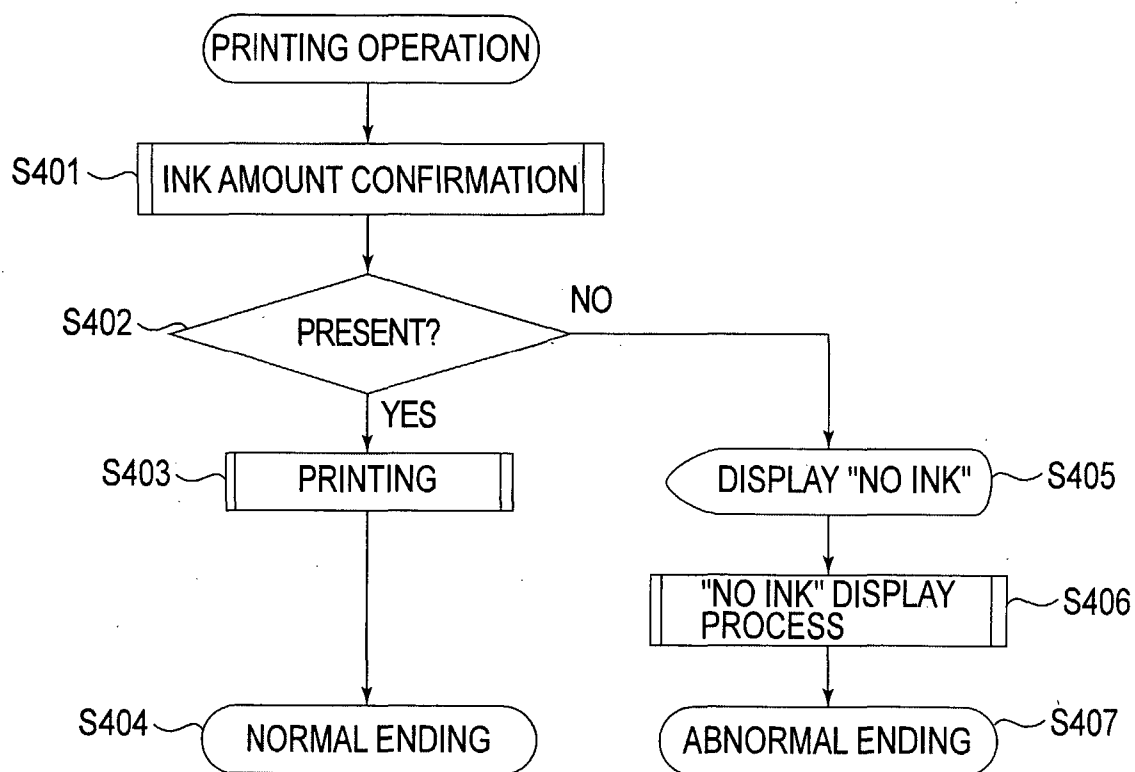 PRINTING OPERATION
S401
INK AMOUNT CONFIRMATION
S402
PRESENT?
NO
YES
S403
PRINTING
DISPLAY "NO INK"
S405
"NO INK" DISPLAY
PROCESS
S406
S404
NORMAL ENDING
ABNORMAL ENDING
S407